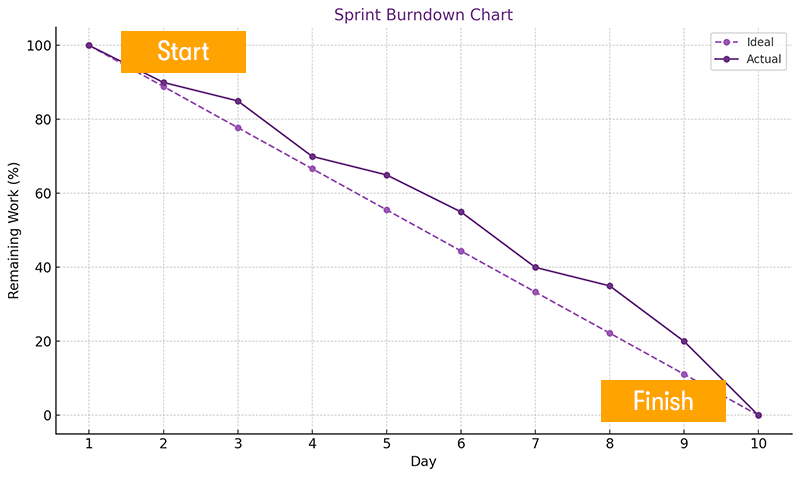 Sprint Burndown Chart
Start
Ideal
Actual
100
80
60
40
20
0
Remaining Work (%)
Finish
1 2 3 4 5 6 7 8 9 10
Day